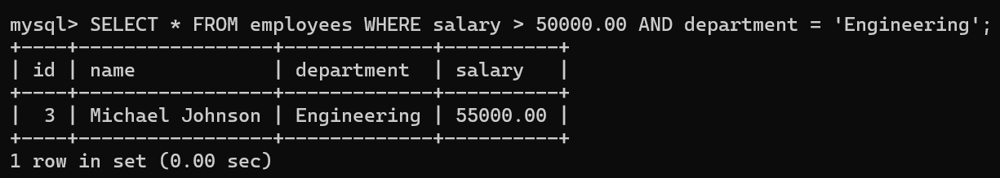 mysql> SELECT * FROM employees WHERE salary > 50000.00 AND department = 'Engineering';
+----+-----------------+-------------+----------+
| id | name            | department  | salary   |
+----+-----------------+-------------+----------+
|  3 | Michael Johnson | Engineering | 55000.00 |
+----+-----------------+-------------+----------+
1 row in set (0.00 sec)